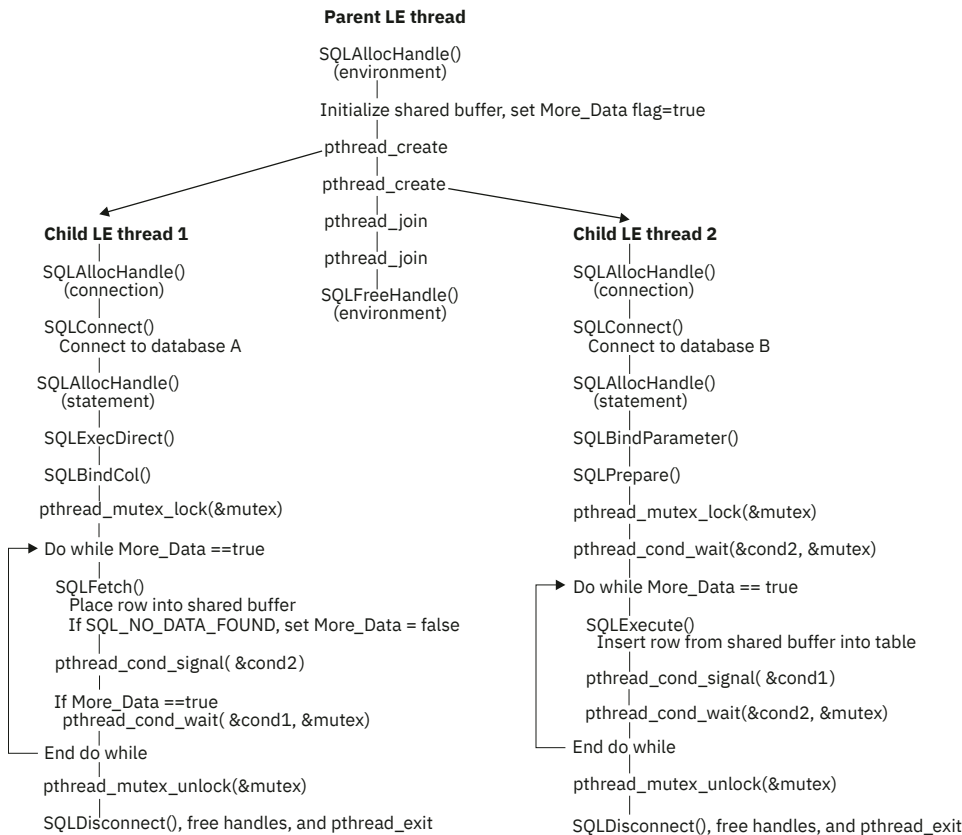 Parent LE thread
SQLAllocHandle()
(environment)
Initialize shared buffer, set More_Data flag=true
pthread_create
pthread_create
pthread_join
pthread_join
SQLFreeHandle()
(environment)
Child LE thread 1
SQLAllocHandle()
(connection)
SQLConnect()
Connect to database A
SQLAllocHandle()
(statement)
SQLExecDirect()
SQLBindCol()
pthread_mutex_lock(&mutex)
Do while More_Data ==true
SQLFetch()
Place row into shared buffer
If SQL_NO_DATA_FOUND, set More_Data = false
pthread_cond_signal( &cond2)
If More_Data ==true
pthread_cond_wait( &cond1, &mutex)
End do while
pthread_mutex_unlock(&mutex)
SQLDisconnect(), free handles, and pthread_exit
Child LE thread 2
SQLAllocHandle()
(connection)
SQLConnect()
Connect to database B
SQLAllocHandle()
(statement)
SQLBindParameter()
SQLPrepare()
pthread_mutex_lock(&mutex)
pthread_cond_wait(&cond2, &mutex)
Do while More_Data == true
SQLExecute()
Insert row from shared buffer into table
pthread_cond_signal( &cond1)
pthread_cond_wait(&cond2, &mutex)
End do while
pthread_mutex_unlock(&mutex)
SQLDisconnect(), free handles, and pthread_exit